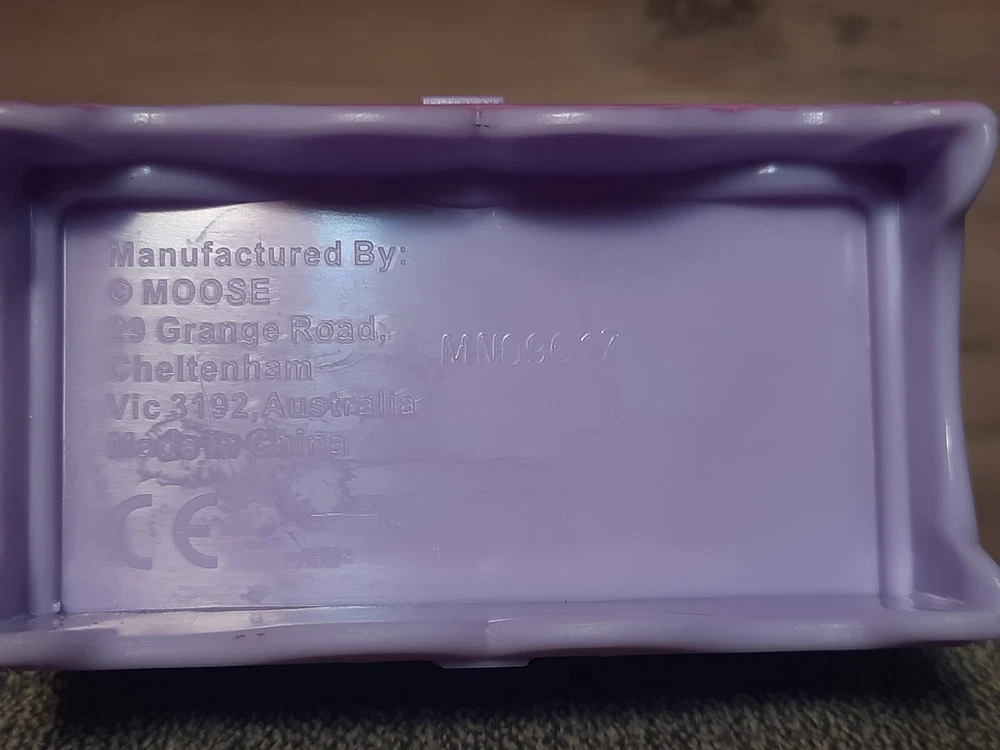 Manufactured By:
© MOOSE
29 Grange Road,
Cheltenham
Vic 3192, Australia
Made in China
CE